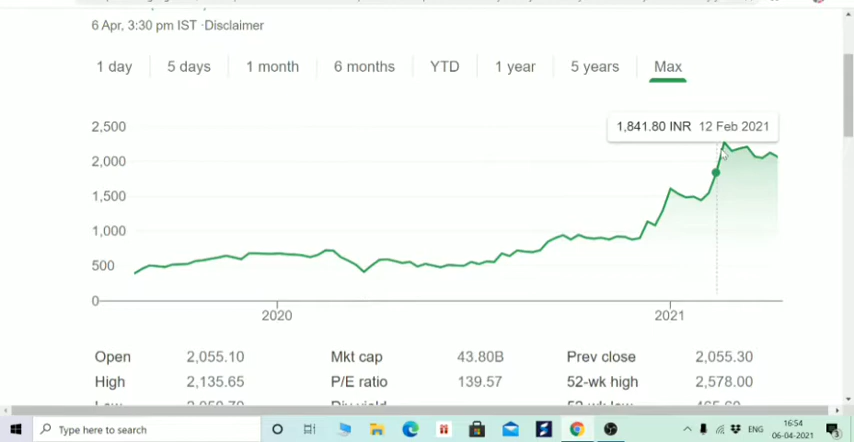 6 Apr, 3:30 pm IST ·Disclaimer
1 day 5 days 1 month 6 months YTD 1 year 5 years Max
1,841.80 INR 12 Feb 2021
2,500
2,000
1,500
1,000
500
0
2020 2021
Open 2,055.10 Mkt cap 43.80B Prev close 2,055.30
High 2,135.65 P/E ratio 139.57 52-wk high 2,578.00
Type here to search
ENG
16:54
06-04-2021
3